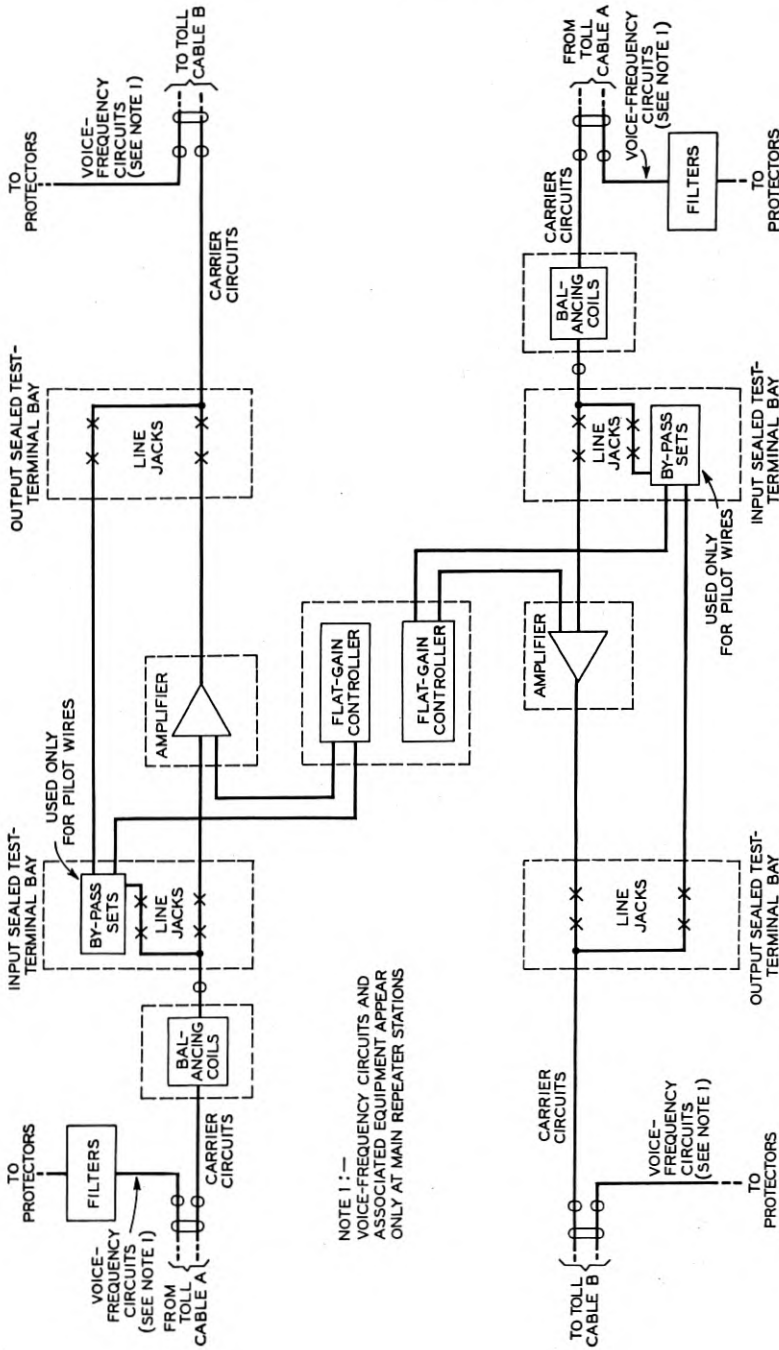 TO
PROTECTORS
FILTERS
VOICE-
FREQUENCY
CIRCUITS
(SEE NOTE 1)
FROM
TOLL
CABLE A
CARRIER
CIRCUITS
BAL-
ANCING
COILS
INPUT SEALED TEST-
TERMINAL BAY
BY-PASS
SETS
LINE
JACKS
USED ONLY
FOR PILOT WIRES
AMPLIFIER
OUTPUT SEALED TEST-
TERMINAL BAY
LINE
JACKS
CARRIER
CIRCUITS
TO
PROTECTORS
VOICE-
FREQUENCY
CIRCUITS
(SEE NOTE 1)
TO TOLL
CABLE B
FLAT-GAIN
CONTROLLER
FLAT-GAIN
CONTROLLER
NOTE 1:—
VOICE-FREQUENCY CIRCUITS AND
ASSOCIATED EQUIPMENT APPEAR
ONLY AT MAIN REPEATER STATIONS
TO TOLL
CABLE B
CARRIER
CIRCUITS
VOICE-
FREQUENCY
CIRCUITS
(SEE NOTE 1)
TO
PROTECTORS
LINE
JACKS
OUTPUT SEALED TEST-
TERMINAL BAY
AMPLIFIER
USED ONLY
FOR PILOT WIRES
LINE
JACKS
BY-PASS
SETS
INPUT SEALED TEST-
TERMINAL BAY
BAL-
ANCING
COILS
CARRIER
CIRCUITS
FROM
TOLL
CABLE A
VOICE-FREQUENCY
CIRCUITS
(SEE NOTE 1)
FILTERS
TO
PROTECTORS